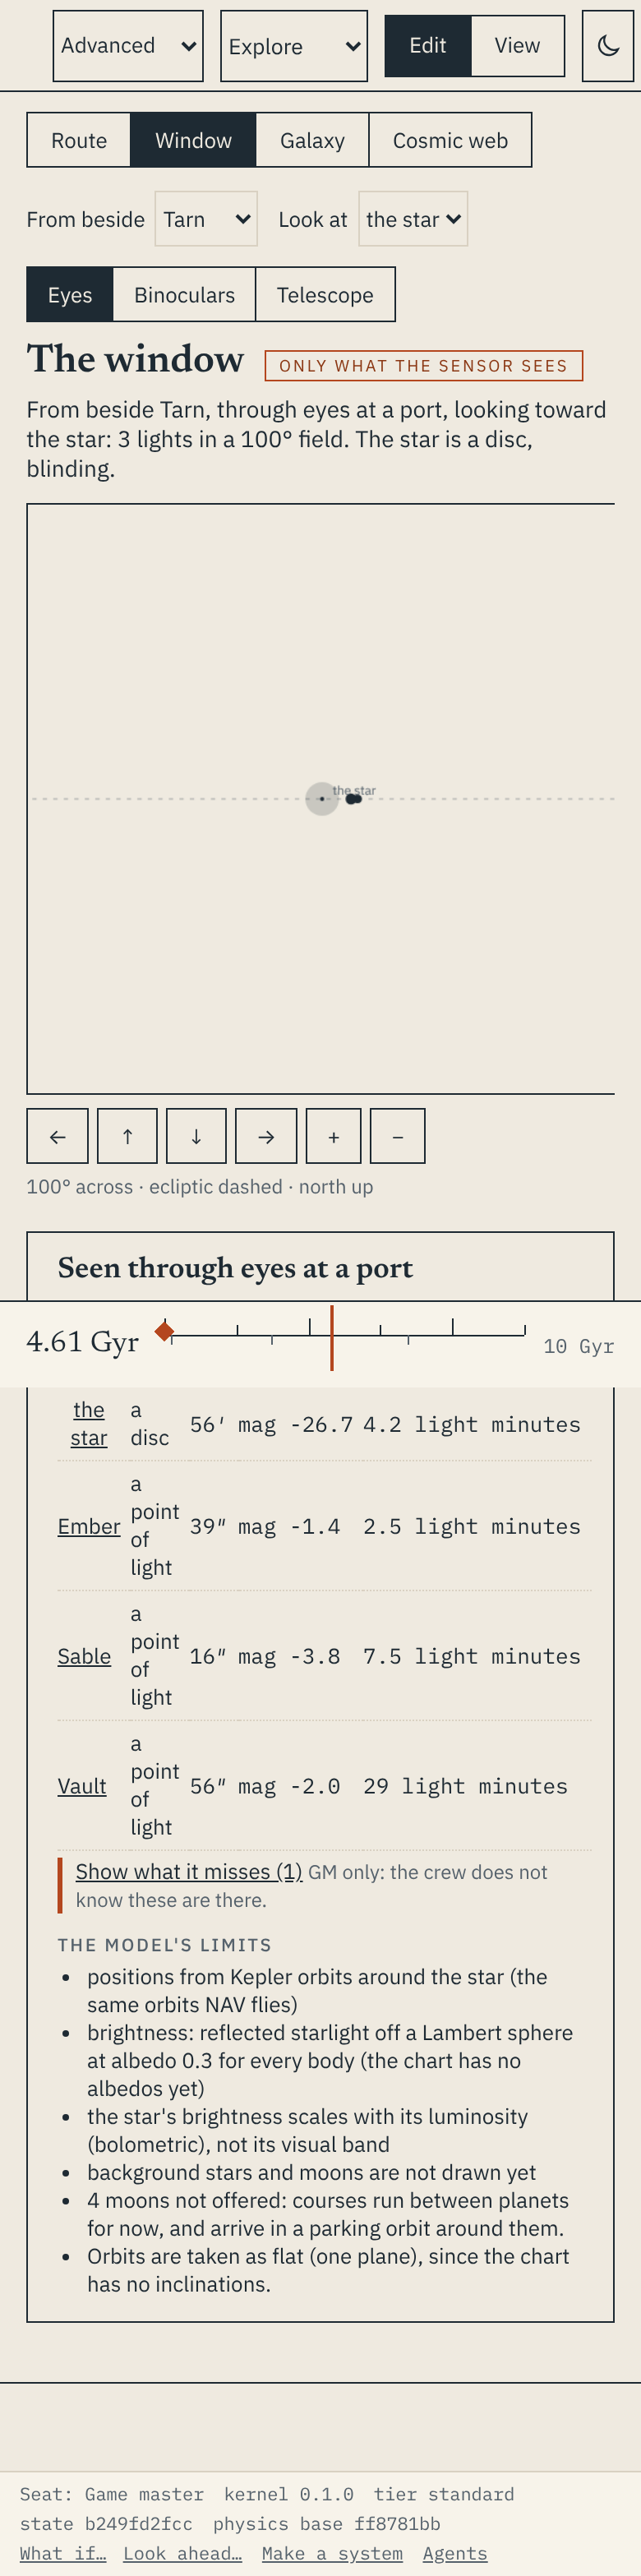 Advanced Explore Edit View
Route Window Galaxy Cosmic web
From beside Tarn Look at the star
Eyes Binoculars Telescope
The window ONLY WHAT THE SENSOR SEES
From beside Tarn, through eyes at a port, looking toward
the star: 3 lights in a 100° field. The star is a disc,
blinding.
the star
← ↑ ↓ → + −
100° across · ecliptic dashed · north up
Seen through eyes at a port
4.61 Gyr 10 Gyr
the star a disc 56′ mag -26.7 4.2 light minutes
Ember a point of light 39″ mag -1.4 2.5 light minutes
Sable a point of light 16″ mag -3.8 7.5 light minutes
Vault a point of light 56″ mag -2.0 29 light minutes
Show what it misses (1) GM only: the crew does not
know these are there.
THE MODEL'S LIMITS
• positions from Kepler orbits around the star (the
same orbits NAV flies)
• brightness: reflected starlight off a Lambert sphere
at albedo 0.3 for every body (the chart has no
albedos yet)
• the star's brightness scales with its luminosity
(bolometric), not its visual band
• background stars and moons are not drawn yet
• 4 moons not offered: courses run between planets
for now, and arrive in a parking orbit around them.
• Orbits are taken as flat (one plane), since the chart
has no inclinations.
Seat: Game master kernel 0.1.0 tier standard
state b249fd2fcc physics base ff8781bb
What if… Look ahead… Make a system Agents